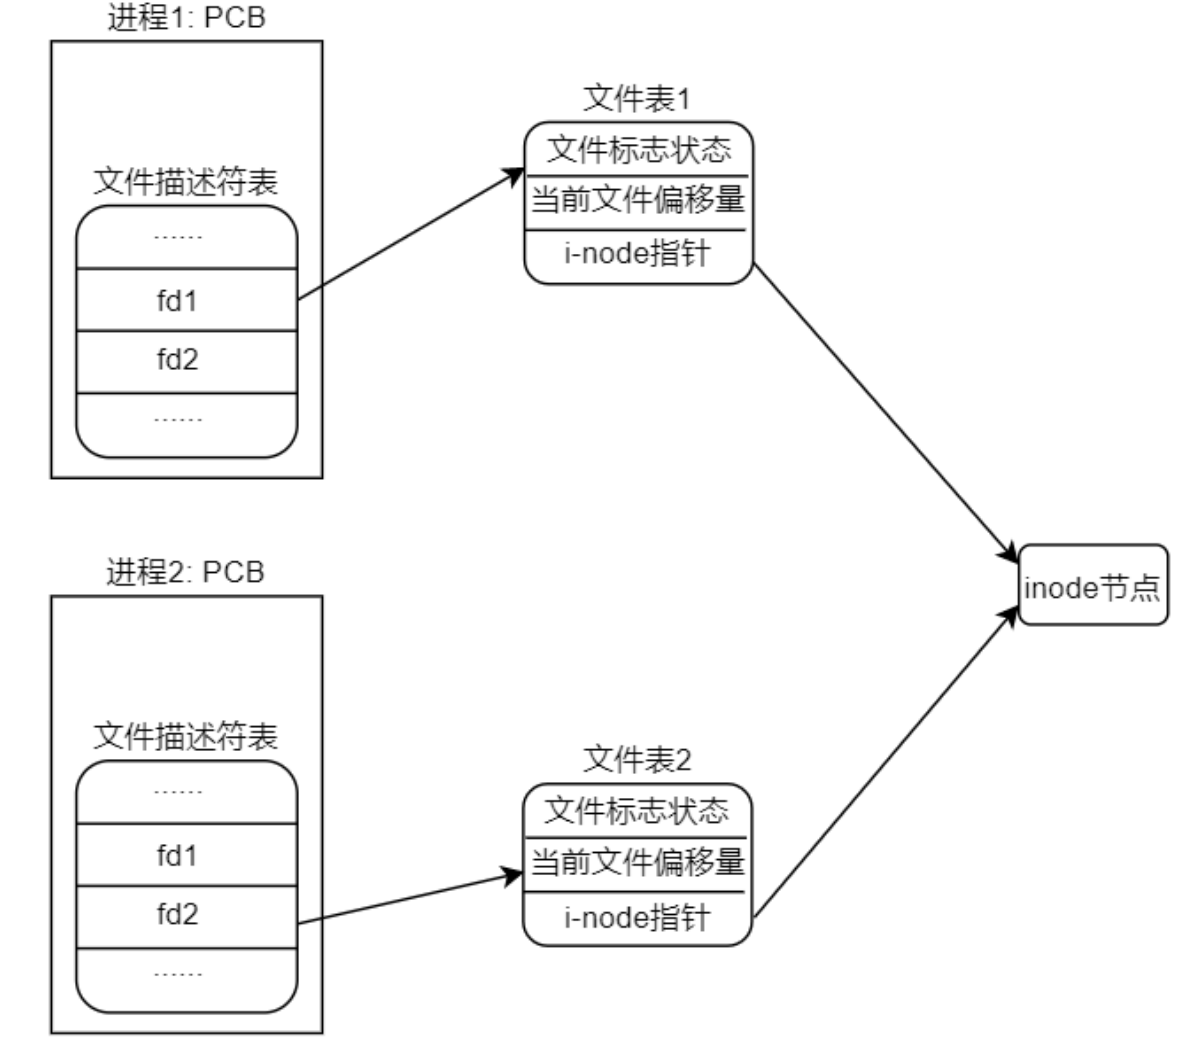 进程1: PCB
文件描述符表
......
fd1
fd2
......
文件表1
文件标志状态
当前文件偏移量
i-node指针
inode节点
进程2: PCB
文件描述符表
......
fd1
fd2
......
文件表2
文件标志状态
当前文件偏移量
i-node指针